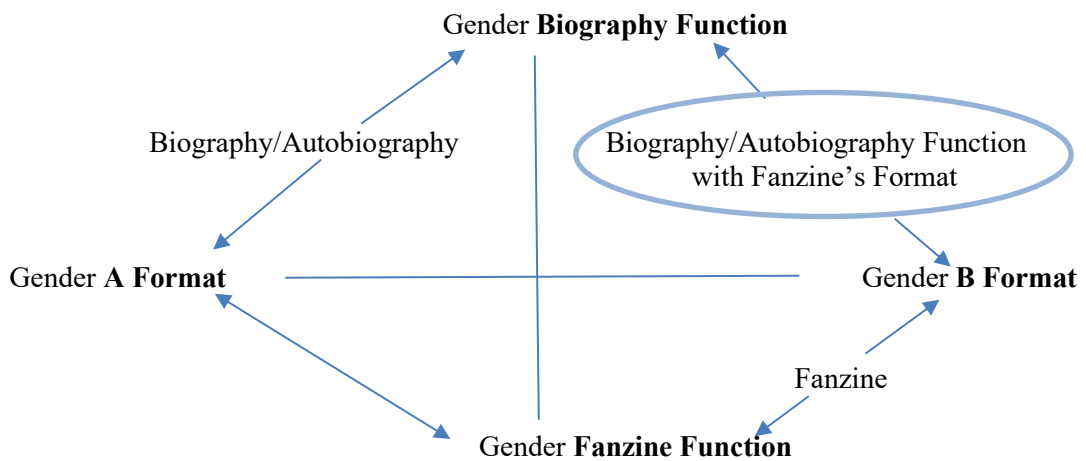 Gender Biography Function
Biography/Autobiography
Biography/Autobiography Function
with Fanzine’s Format
Gender A Format
Gender B Format
Fanzine
Gender Fanzine Function